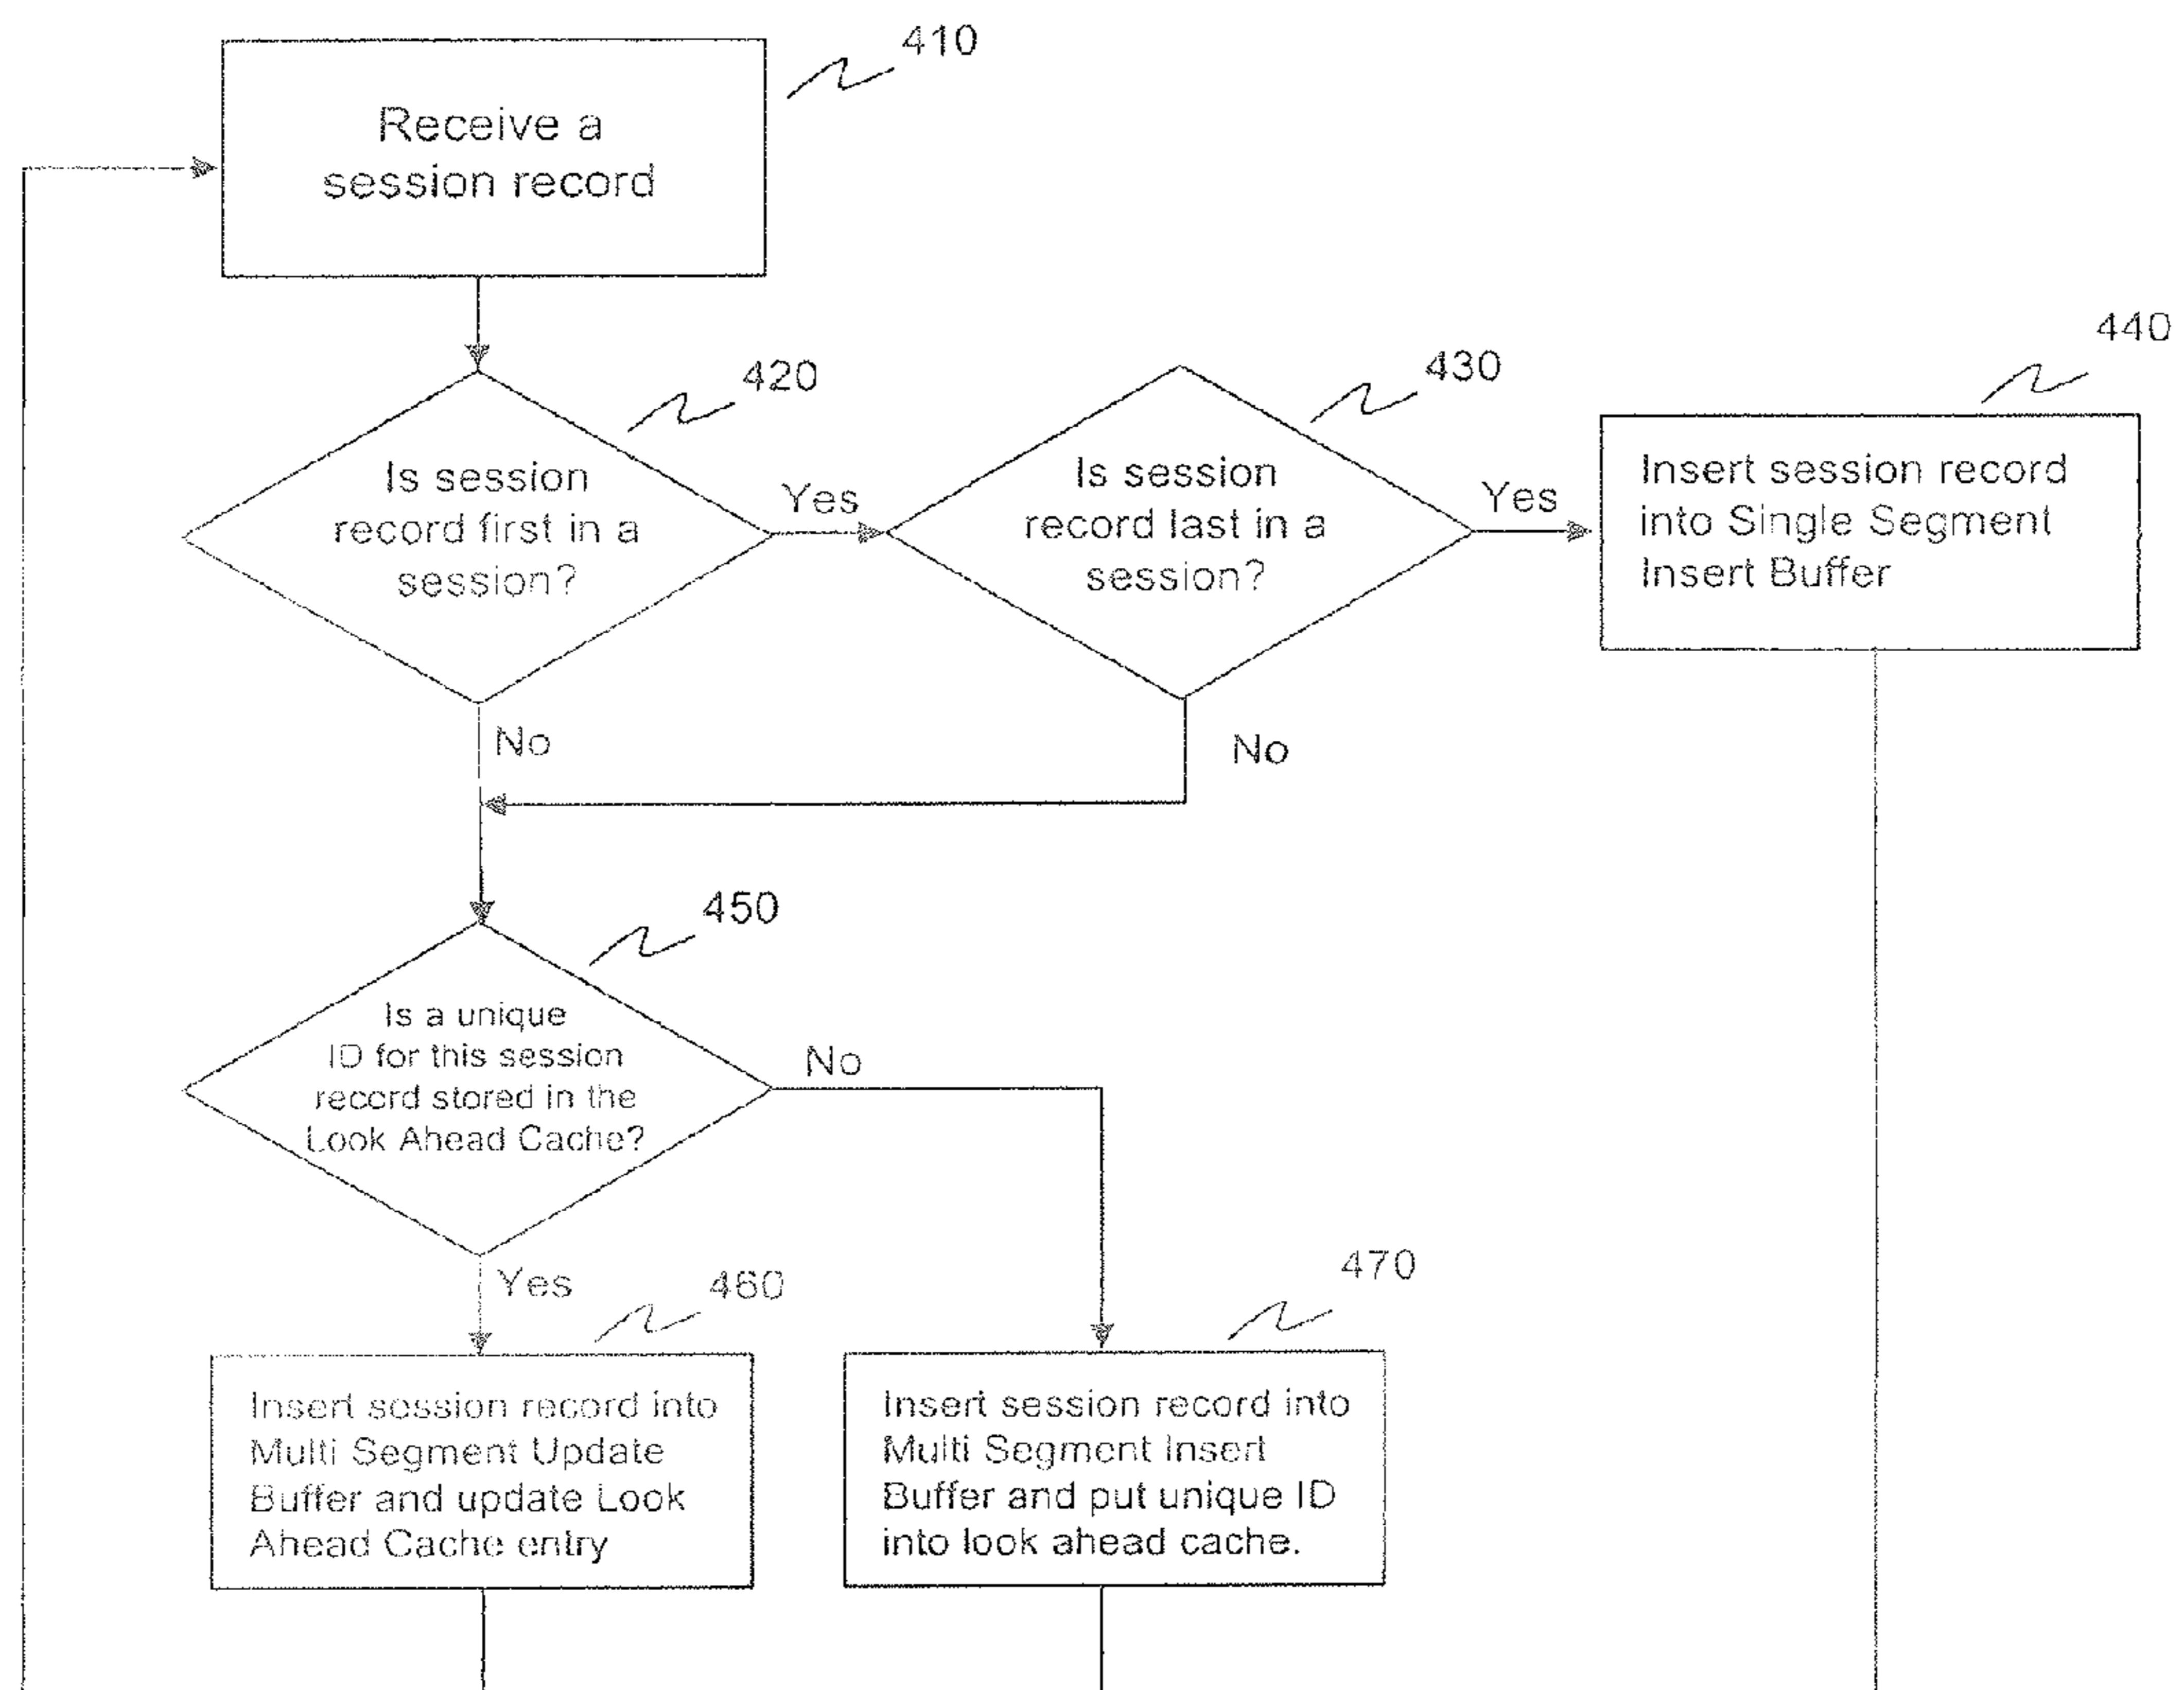 410
Receive a
session record
420
Is session
record first in a
session?
Yes
430
Is session
record last in a
session?
Yes
440
Insert session record
into Single Segment
Insert Buffer
No
No
450
Is a unique
ID for this session
record stored in the
Look Ahead Cache?
No
Yes
460
Insert session record into
Multi Segment Update
Buffer and update Look
Ahead Cache entry
470
Insert session record into
Multi Segment Insert
Buffer and put unique ID
into look ahead cache.